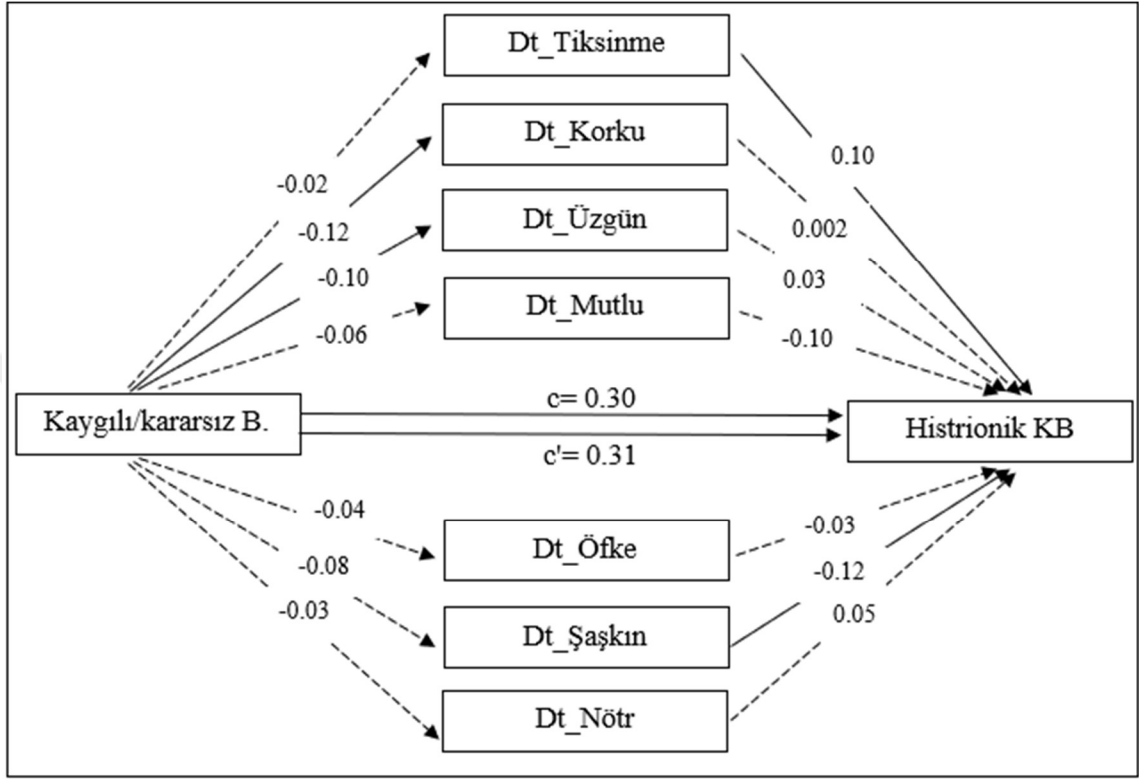 Dt_Tiksinme
Dt_Korku
Dt_Üzgün
Dt_Mutlu
-0.02
-0.12
-0.10
-0.06
0.10
0.002
0.03
-0.10
Kaygılı/kararsız B.
c= 0.30
c'= 0.31
Histrionik KB
-0.04
-0.08
-0.03
Dt_Öfke
Dt_Şaşkın
Dt_Nötr
-0.03
-0.12
0.05